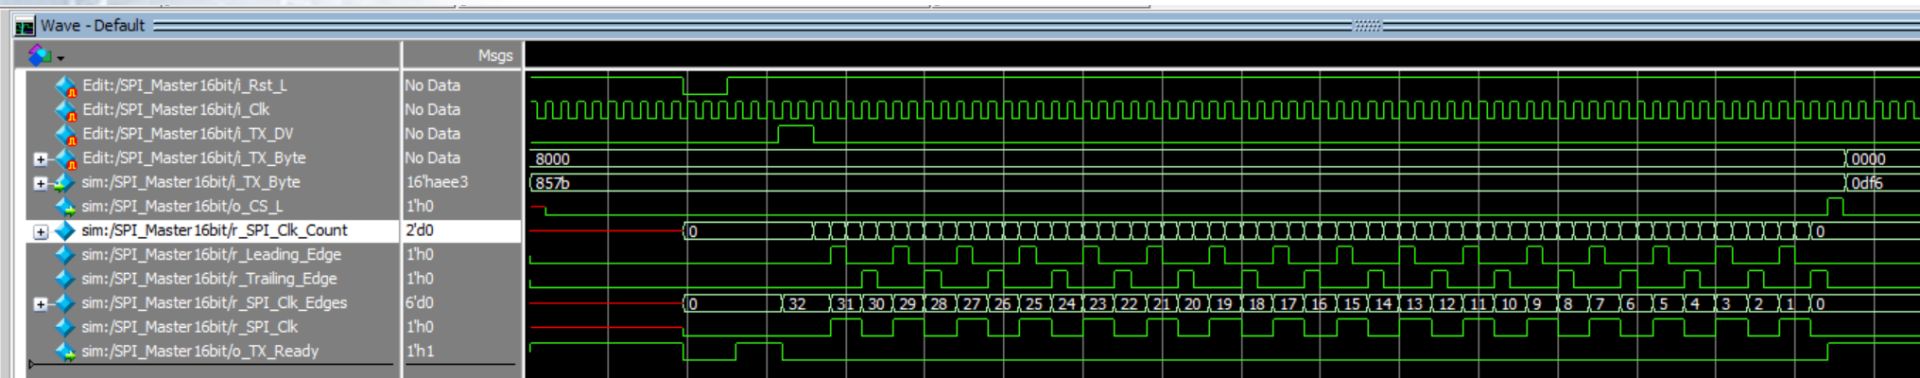 Wave - Default
Msgs
Edit:/SPI_Master16bit/i_Rst_L No Data
Edit:/SPI_Master16bit/i_Clk No Data
Edit:/SPI_Master16bit/i_TX_DV No Data
Edit:/SPI_Master16bit/i_TX_Byte No Data 8000 0000
sim:/SPI_Master16bit/i_TX_Byte 16'haee3 857b 0df6
sim:/SPI_Master16bit/o_CS_L 1'h0
sim:/SPI_Master16bit/r_SPI_Clk_Count 2'd0 0 0
sim:/SPI_Master16bit/r_Leading_Edge 1'h0
sim:/SPI_Master16bit/r_Trailing_Edge 1'h0
sim:/SPI_Master16bit/r_SPI_Clk_Edges 6'd0 0 32 31 30 29 28 27 26 25 24 23 22 21 20 19 18 17 16 15 14 13 12 11 10 9 8 7 6 5 4 3 2 1 0
sim:/SPI_Master16bit/r_SPI_Clk 1'h0
sim:/SPI_Master16bit/o_TX_Ready 1'h1